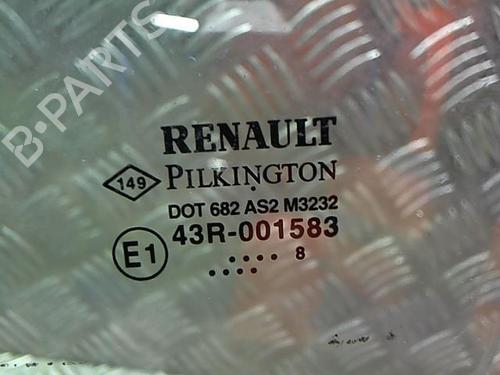 B-PARTS
RENAULT
149 PILKINGTON
DOT 682 AS2 M3232
E1 43R-001583
..... 8
....